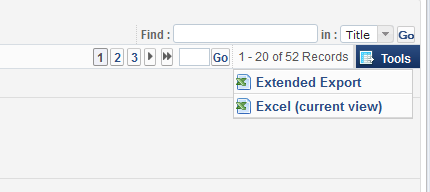 Find : in : Title Go
1 2 3 Go 1 - 20 of 52 Records Tools
Extended Export
Excel (current view)